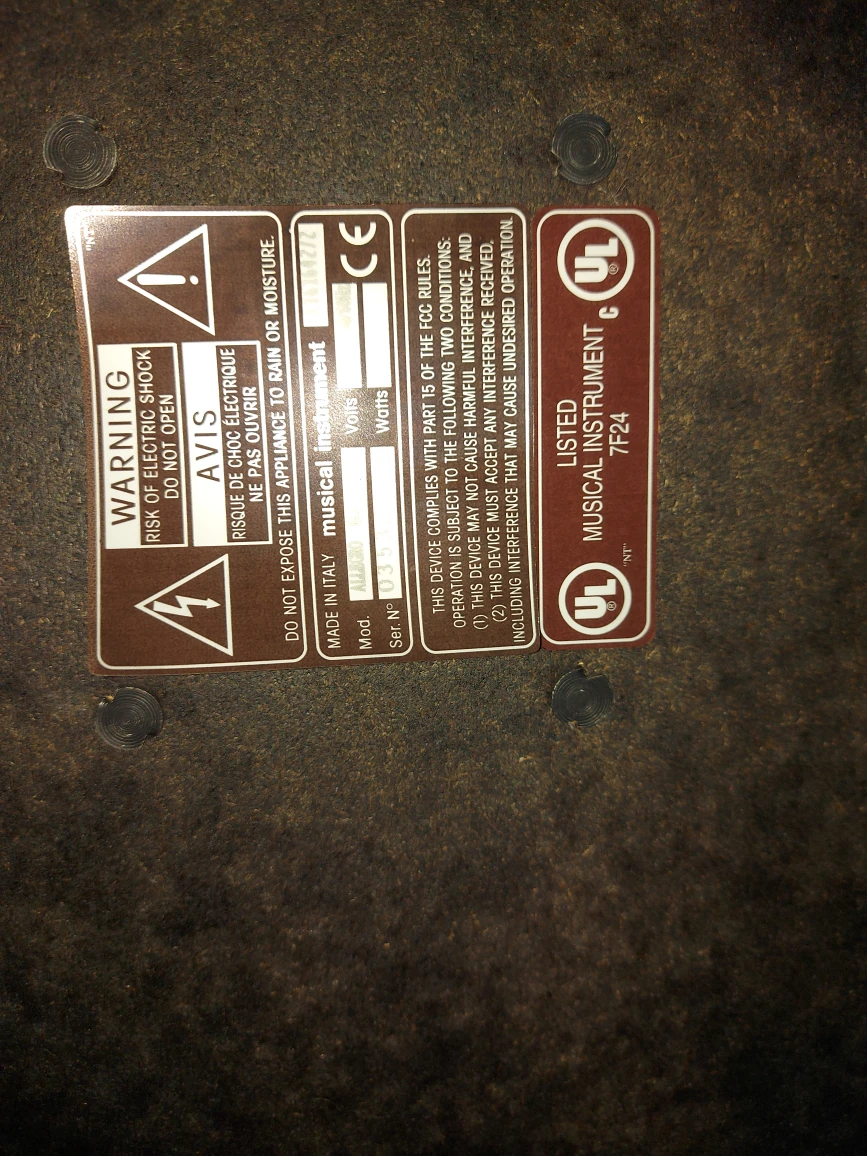 "NT"
WARNING
RISK OF ELECTRIC SHOCK
DO NOT OPEN
AVIS
RISQUE DE CHOC ÉLECTRIQUE
NE PAS OUVRIR
DO NOT EXPOSE THIS APPLIANCE TO RAIN OR MOISTURE.
MADE IN ITALY musical instrument
Mod. Volts
Ser. N° Watts
CE
THIS DEVICE COMPLIES WITH PART 15 OF THE FCC RULES.
OPERATION IS SUBJECT TO THE FOLLOWING TWO CONDITIONS:
(1) THIS DEVICE MAY NOT CAUSE HARMFUL INTERFERENCE, AND
(2) THIS DEVICE MUST ACCEPT ANY INTERFERENCE RECEIVED,
INCLUDING INTERFERENCE THAT MAY CAUSE UNDESIRED OPERATION.
UL ® LISTED C UL ®
MUSICAL INSTRUMENT
7F24
"NT"